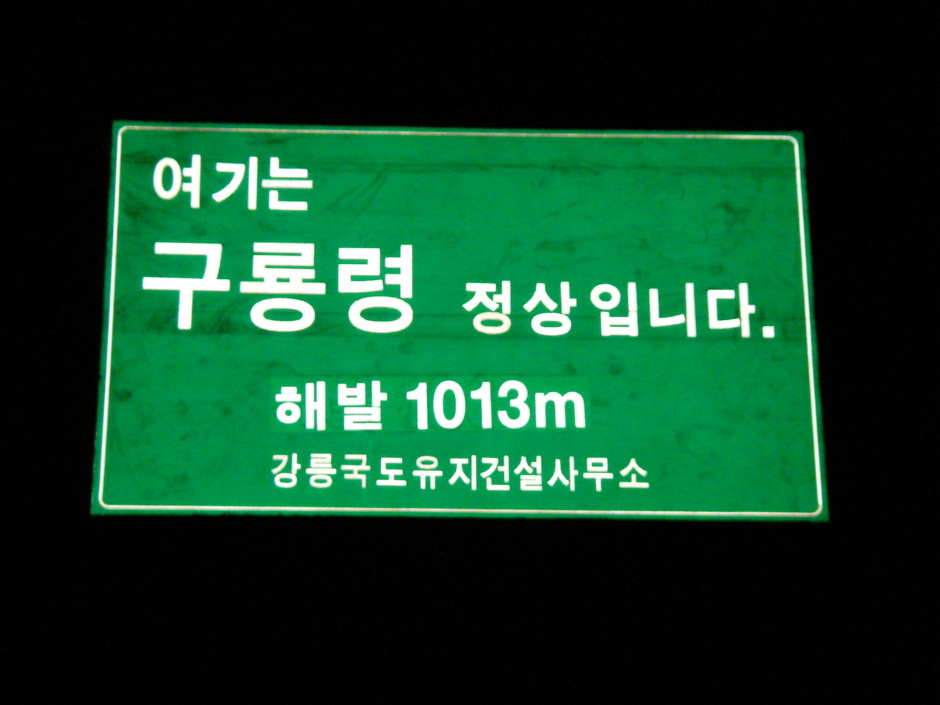 여기는
구룡령 정상입니다.
해발 1013m
강릉국도유지건설사무소